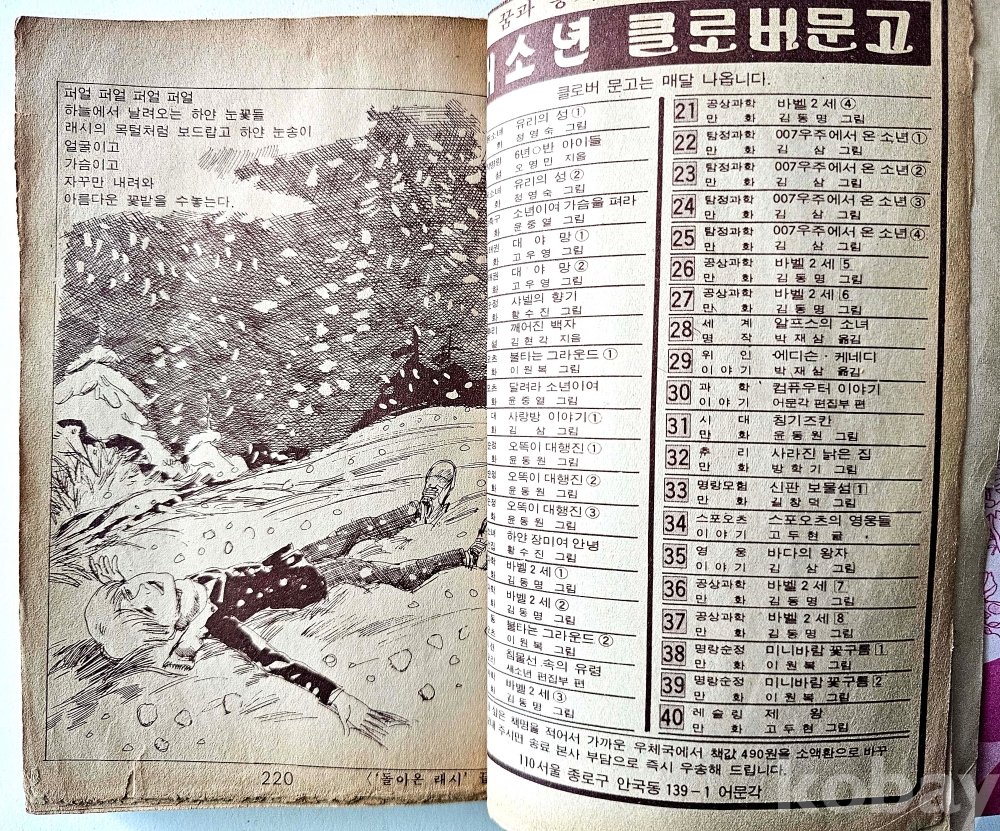 퍼얼 퍼얼 퍼얼 퍼얼
하늘에서 날려오는 하얀 눈꽃들
래시의 목털처럼 보드랍고 하얀 눈송이
얼굴이고
가슴이고
자꾸만 내려와
아름다운 꽃밭을 수놓는다.
220
〈'돌아온 래시'
꿈과
소년 클로버문고
클로버 문고는 매달 나옵니다.
유리의 성①
정영숙 그림
6년○반 아이들
오영민 지음
유리의 성②
정영숙 그림
소년이여 가슴을 펴라
윤중열 그림
대야망①
고우영 그림
대야망②
고우영 그림
샤넬의 향기
황수진 그림
깨어진 백자
김현각 지음
불타는 그라운드①
이원복 그림
달려라 소년이여
윤중열 그림
사랑방 이야기①
김삼 그림
오똑이 대행진①
윤동원 그림
오똑이 대행진②
윤동원 그림
오똑이 대행진③
윤동원 그림
하얀 장미여 안녕
황수진 그림
바벨2세①
김동명 그림
바벨2세②
김동명 그림
불타는 그라운드②
이원복 그림
침몰선 속의 유령
새소년 편집부 편
바벨2세③
김동명 그림
21 공상과학 바벨2세④
만화 김동명 그림
22 탐정과학 007우주에서 온 소년①
만화 김삼 그림
23 탐정과학 007우주에서 온 소년②
만화 김삼 그림
24 탐정과학 007우주에서 온 소년③
만화 김삼 그림
25 탐정과학 007우주에서 온 소년④
만화 김삼 그림
26 공상과학 바벨2세5
만화 김동명 그림
27 공상과학 바벨2세6
만화 김동명 그림
28 세계 알프스의 소녀
명작 박재삼 옮김
29 위인 에디슨·케네디
이야기 박재삼 옮김
30 과학 컴퓨우터 이야기
이야기 어문각 편집부 편
31 시대 칭기즈칸
만화 윤동원 그림
32 추리 사라진 낡은 집
만화 방학기 그림
33 명랑모험 신판 보물섬1
만화 길창덕 그림
34 스포오츠 스포오츠의 영웅들
이야기 고두현 글
35 영웅 바다의 왕자
이야기 김삼 그림
36 공상과학 바벨2세7
만화 김동명 그림
37 공상과학 바벨2세8
만화 김동명 그림
38 명랑순정 미니바람 꽃구름1
만화 이원복 그림
39 명랑순정 미니바람 꽃구름2
만화 이원복 그림
40 레슬링 제왕
만화 고두현 그림
싶은 책명을 적어서 가까운 우체국에서 책값 490원을 소액환으로 바꾸
주시면 송료 본사 부담으로 즉시 우송해 드립니다.
110서울 종로구 안국동 139-1 어문각
kobay